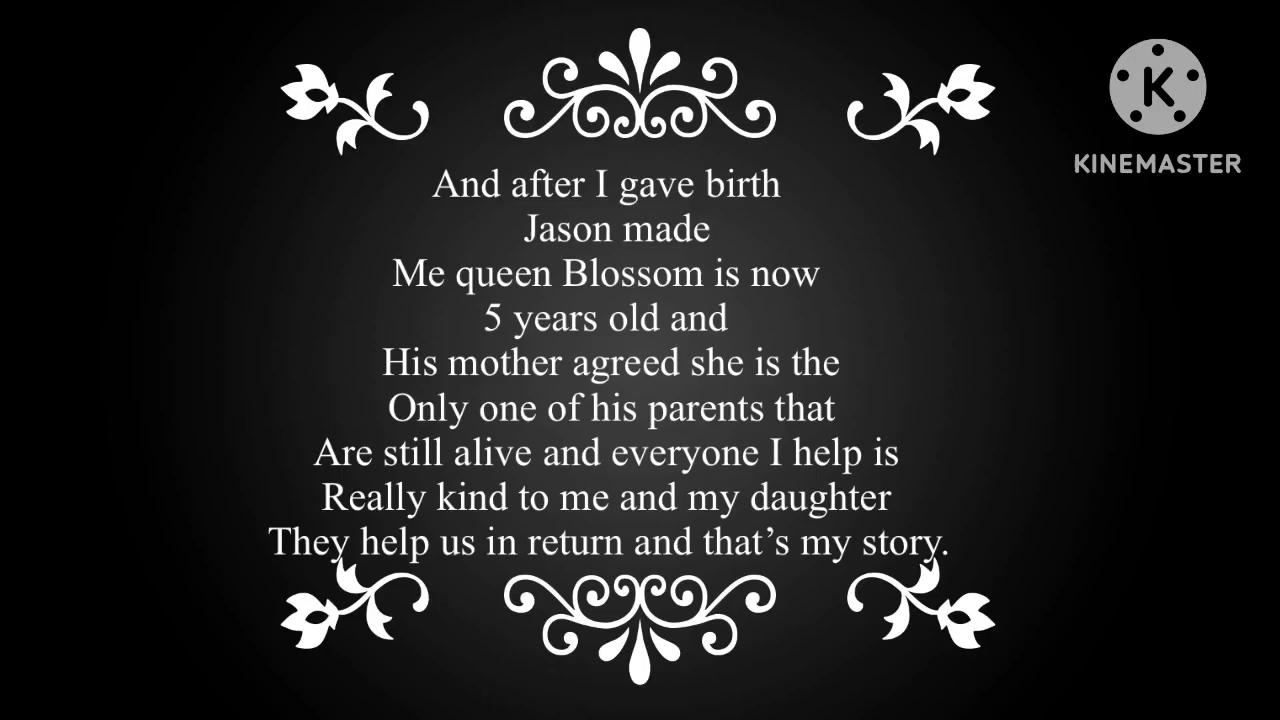 KINEMASTER
And after I gave birth
Jason made
Me queen Blossom is now
5 years old and
His mother agreed she is the
Only one of his parents that
Are still alive and everyone I help is
Really kind to me and my daughter
They help us in return and that’s my story.